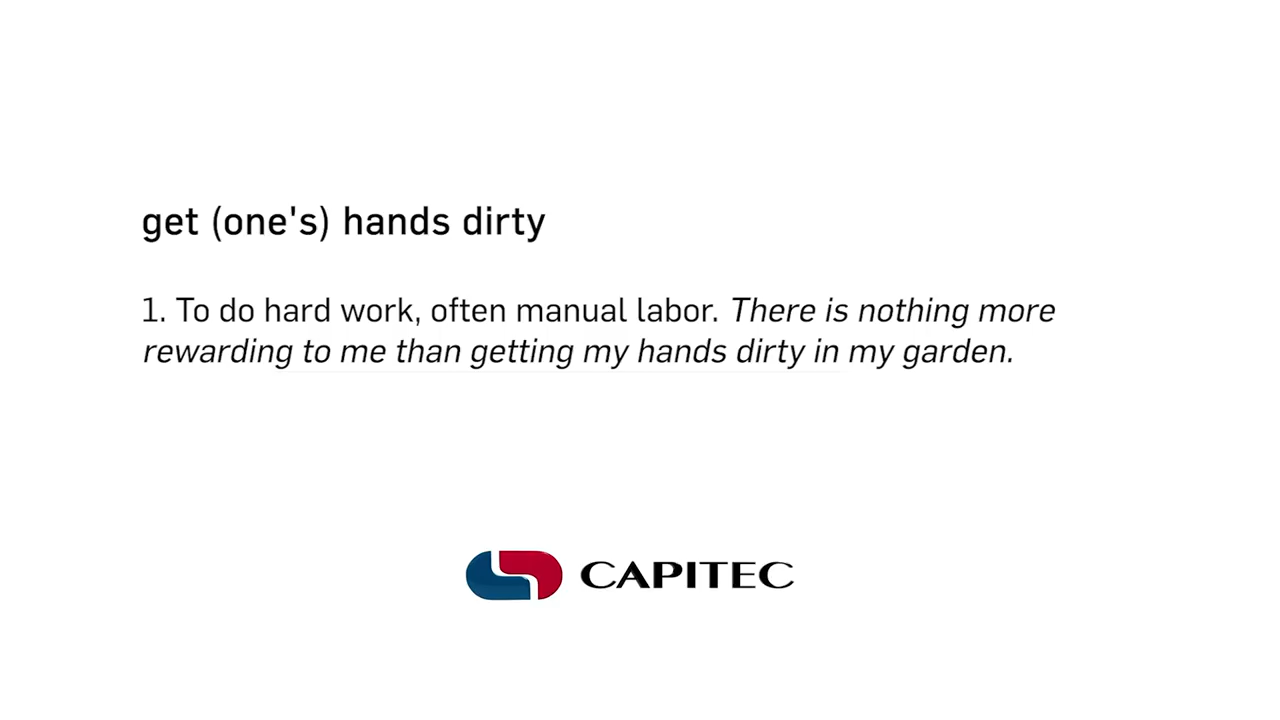 get (one's) hands dirty
1. To do hard work, often manual labor. There is nothing more
rewarding to me than getting my hands dirty in my garden.
CAPITEC